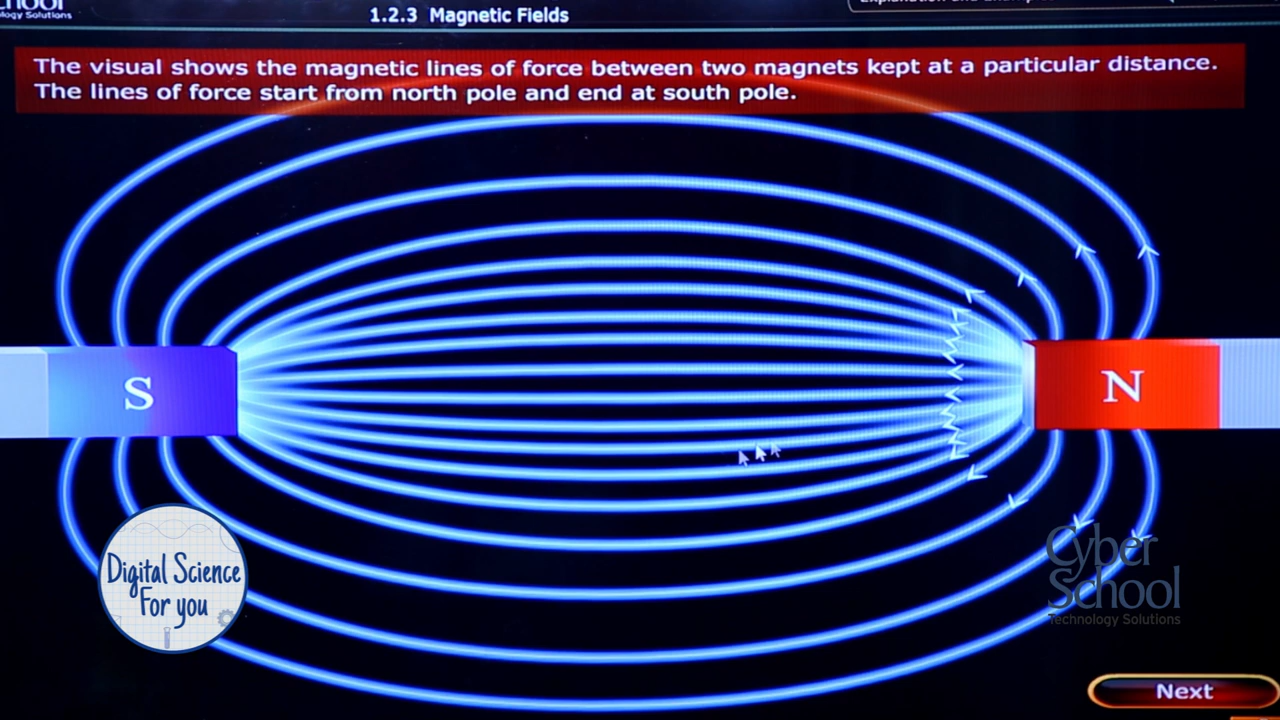 ology Solutions
1.2.3 Magnetic Fields
The visual shows the magnetic lines of force between two magnets kept at a particular distance.
The lines of force start from north pole and end at south pole.
S
N
Digital Science
For you
Cyber
School
Technology Solutions
Next